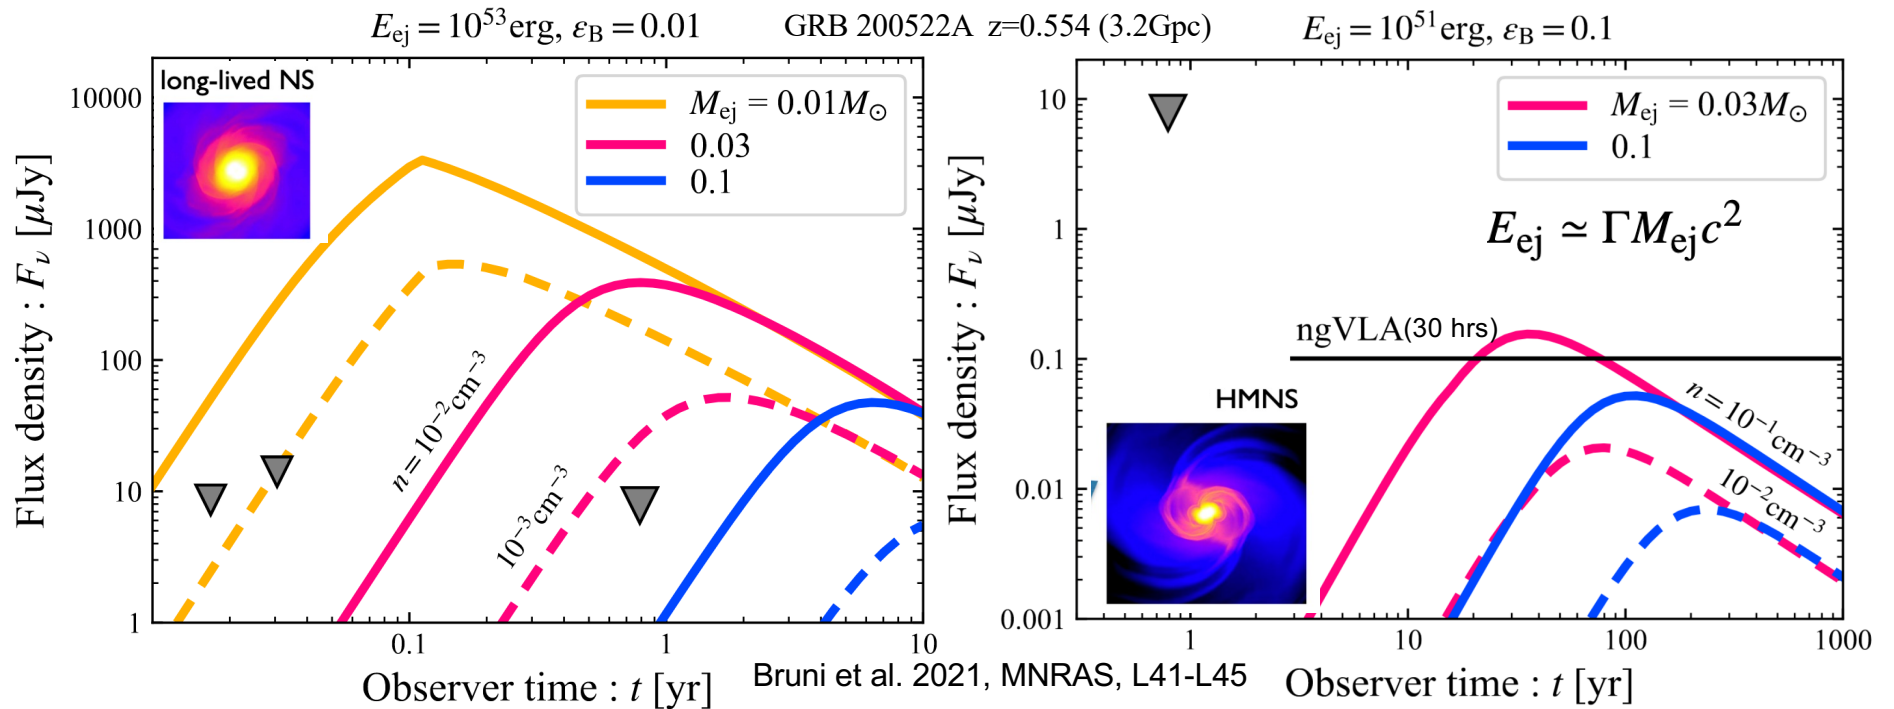 E_ej = 10^53 erg, ε_B = 0.01
GRB 200522A z=0.554 (3.2Gpc)
E_ej = 10^51 erg, ε_B = 0.1
long-lived NS
M_ej = 0.01M_⊙
0.03
0.1
n = 10^−2 cm^−3
10^−3 cm^−3
10000
1000
100
10
1
0.1
1
10
Flux density : F_ν [μJy]
Observer time : t [yr]
M_ej = 0.03M_⊙
0.1
E_ej ≃ ΓM_ej c^2
ngVLA(30 hrs)
HMNS
n = 10^−1 cm^−3
10^−2 cm^−3
10
1
0.1
0.01
0.001
1
10
100
1000
Flux density : F_ν [μJy]
Observer time : t [yr]
Bruni et al. 2021, MNRAS, L41-L45